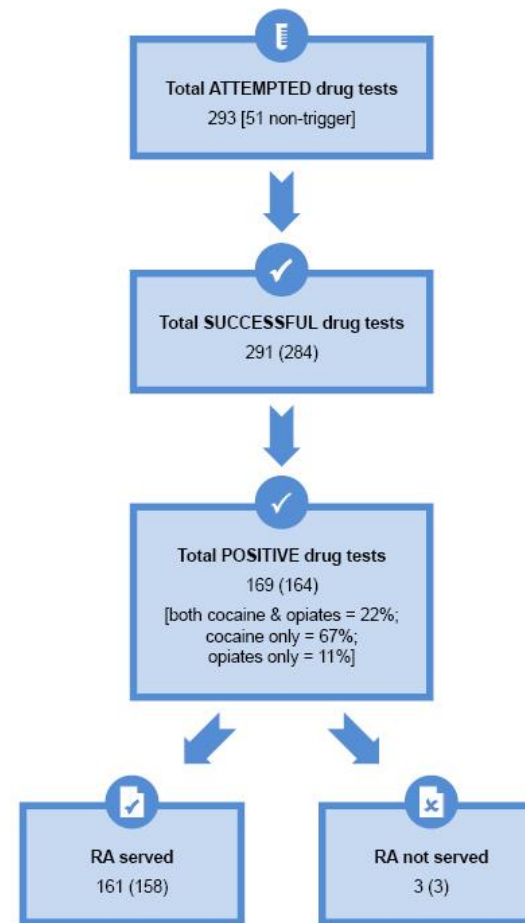 Total ATTEMPTED drug tests
293 [51 non-trigger]
Total SUCCESSFUL drug tests
291 (284)
Total POSITIVE drug tests
169 (164)
[both cocaine & opiates = 22%;
cocaine only = 67%;
opiates only = 11%]
RA served
161 (158)
RA not served
3 (3)